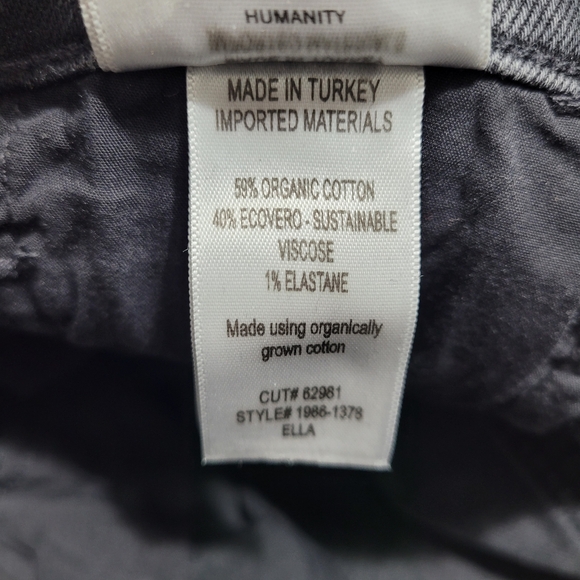 HUMANITY
MADE IN TURKEY
IMPORTED MATERIALS
59% ORGANIC COTTON
40% ECOVERO - SUSTAINABLE
VISCOSE
1% ELASTANE
Made using organically
grown cotton
CUT# 62981
STYLE# 1986-1378
ELLA